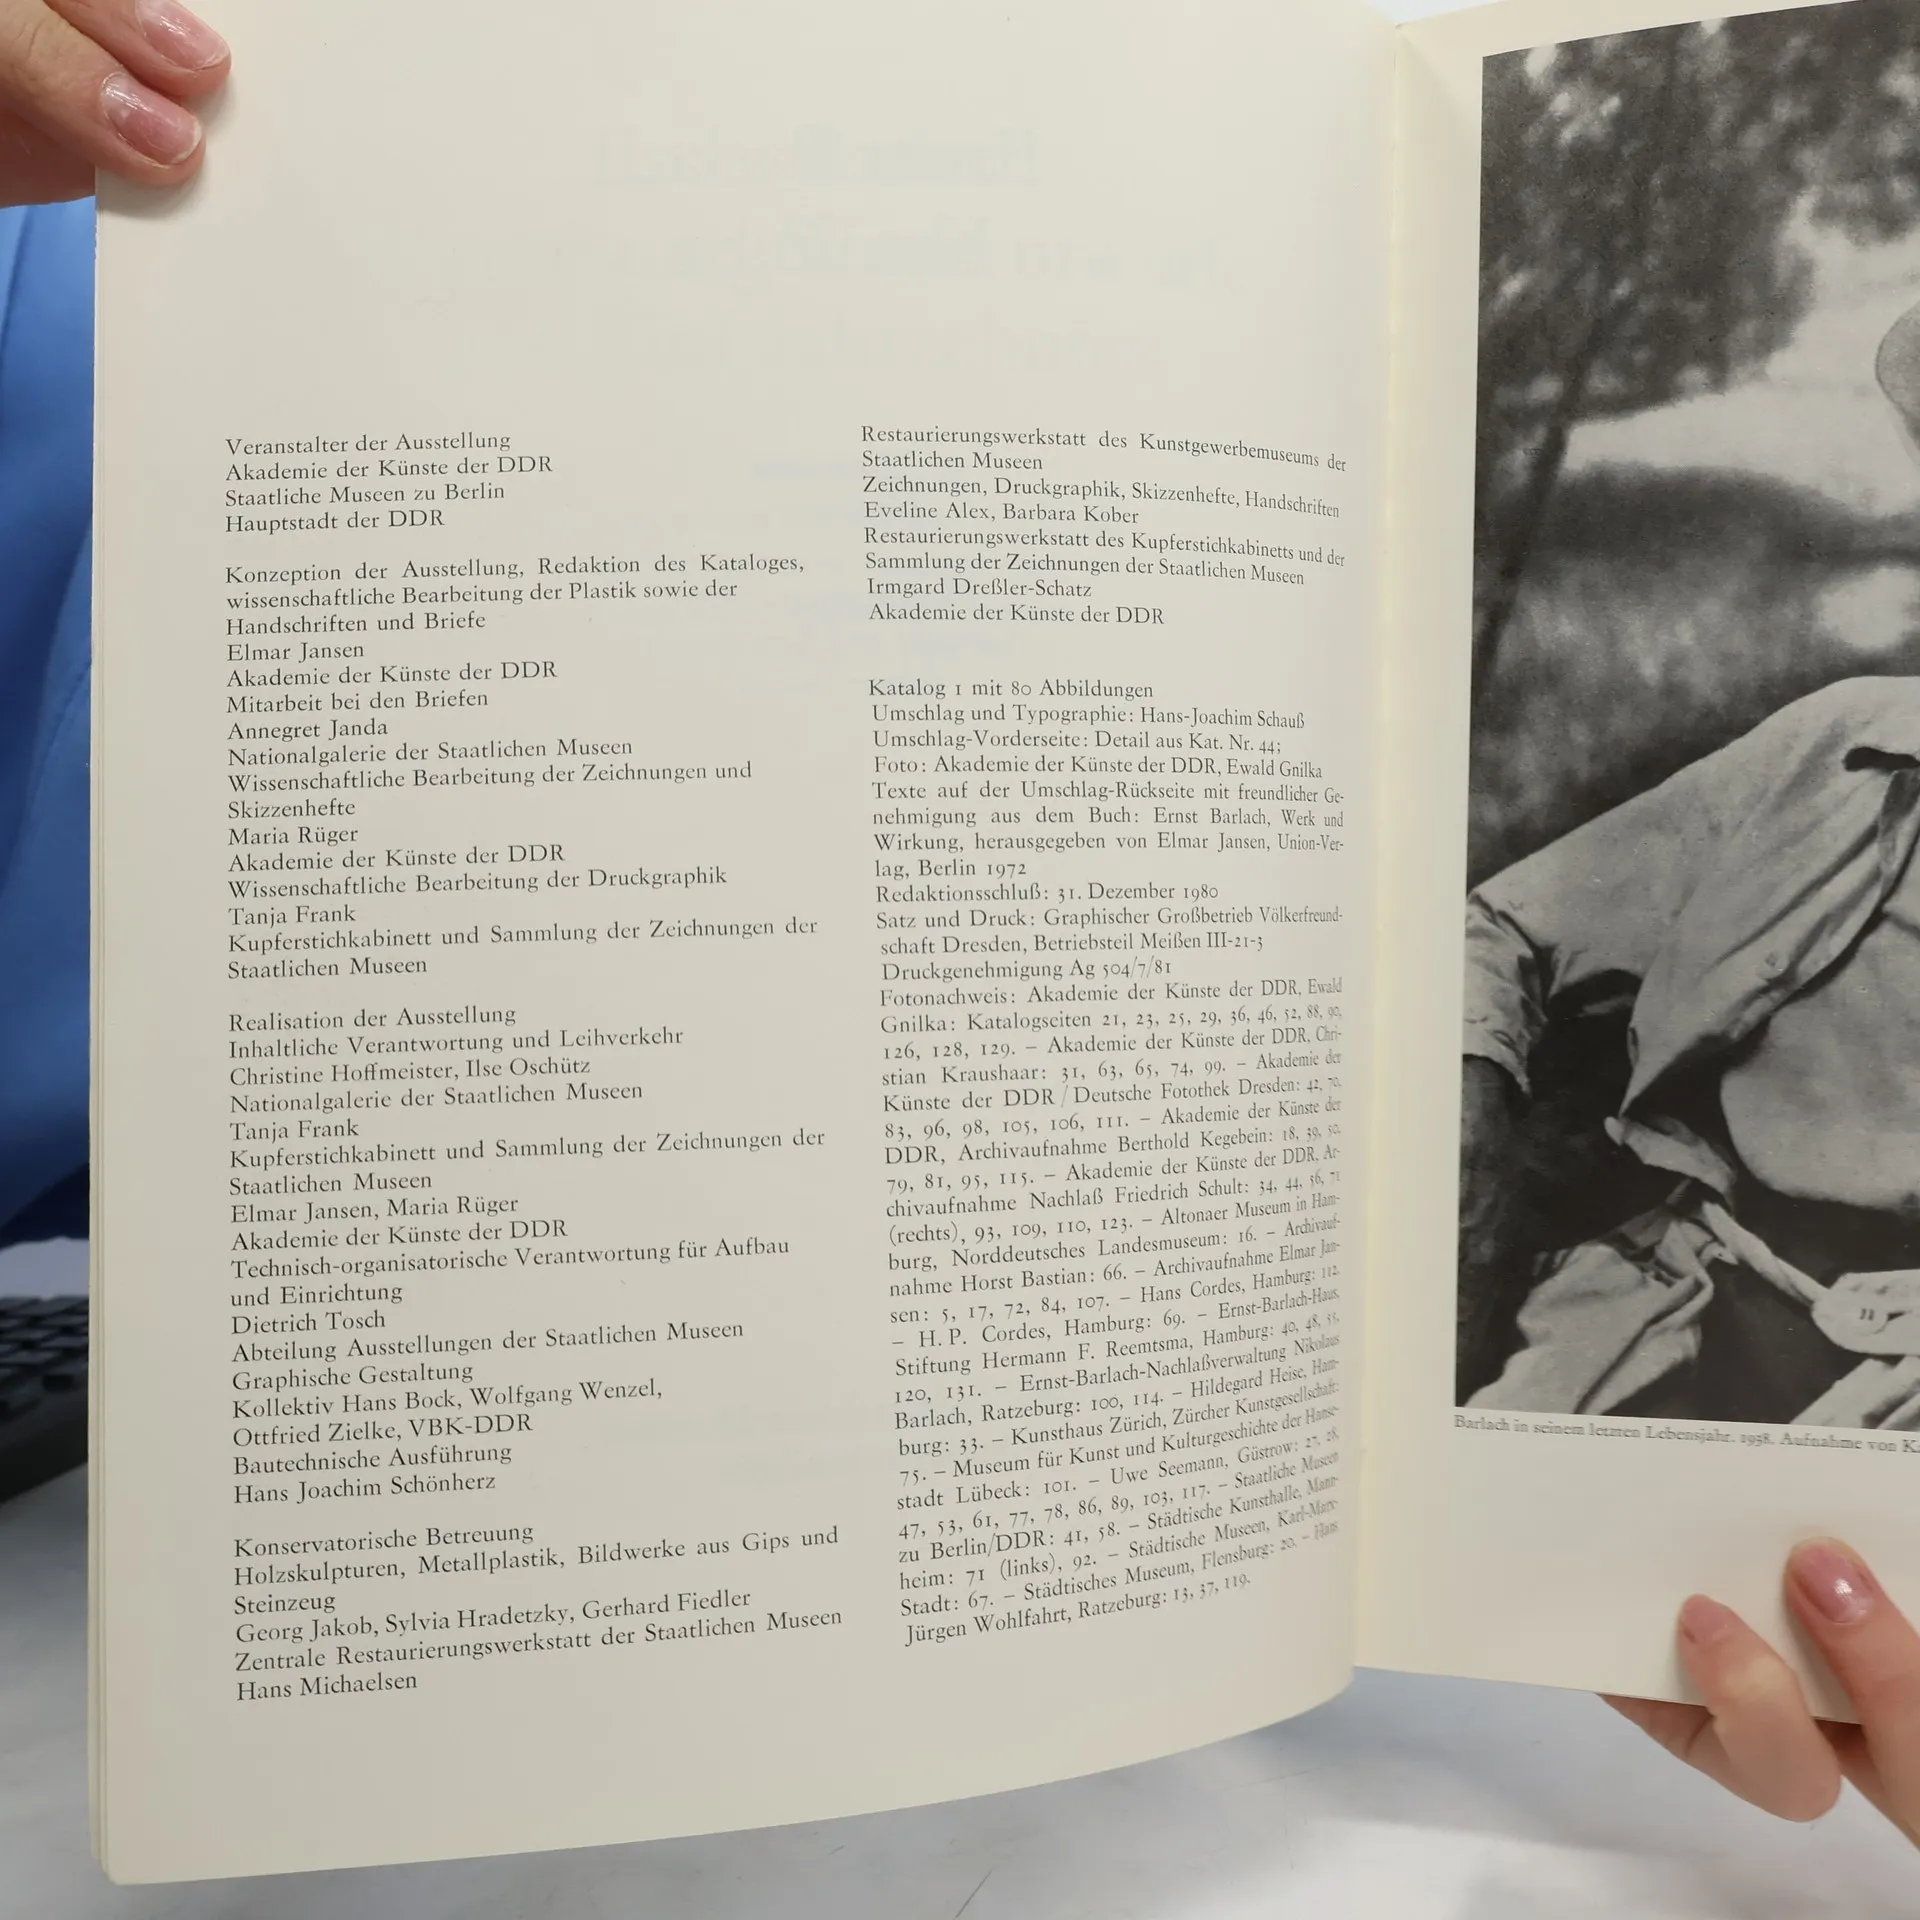 Veranstalter der Ausstellung
Akademie der Künste der DDR
Staatliche Museen zu Berlin
Hauptstadt der DDR
Konzeption der Ausstellung, Redaktion des Kataloges,
wissenschaftliche Bearbeitung der Plastik sowie der
Handschriften und Briefe
Elmar Jansen
Akademie der Künste der DDR
Mitarbeit bei den Briefen
Annegret Janda
Nationalgalerie der Staatlichen Museen
Wissenschaftliche Bearbeitung der Zeichnungen und
Skizzenhefte
Maria Rüger
Akademie der Künste der DDR
Wissenschaftliche Bearbeitung der Druckgraphik
Tanja Frank
Kupferstichkabinett und Sammlung der Zeichnungen der
Staatlichen Museen
Realisation der Ausstellung
Inhaltliche Verantwortung und Leihverkehr
Christine Hoffmeister, Ilse Oschütz
Nationalgalerie der Staatlichen Museen
Tanja Frank
Kupferstichkabinett und Sammlung der Zeichnungen der
Staatlichen Museen
Elmar Jansen, Maria Rüger
Akademie der Künste der DDR
Technisch-organisatorische Verantwortung für Aufbau
und Einrichtung
Dietrich Tosch
Abteilung Ausstellungen der Staatlichen Museen
Graphische Gestaltung
Kollektiv Hans Bock, Wolfgang Wenzel,
Ottfried Zielke, VBK-DDR
Bautechnische Ausführung
Hans Joachim Schönherz
Konservatorische Betreuung
Holzskulpturen, Metallplastik, Bildwerke aus Gips und
Steinzeug
Georg Jakob, Sylvia Hradetzky, Gerhard Fiedler
Zentrale Restaurierungswerkstatt der Staatlichen Museen
Hans Michaelsen
Restaurierungswerkstatt des Kunstgewerbemuseums der
Staatlichen Museen
Zeichnungen, Druckgraphik, Skizzenhefte, Handschriften
Eveline Alex, Barbara Kober
Restaurierungswerkstatt des Kupferstichkabinetts und der
Sammlung der Zeichnungen der Staatlichen Museen
Irmgard Dreßler-Schatz
Akademie der Künste der DDR
Katalog 1 mit 80 Abbildungen
Umschlag und Typographie: Hans-Joachim Schauß
Umschlag-Vorderseite: Detail aus Kat. Nr. 44;
Foto: Akademie der Künste der DDR, Ewald Gnilka
Texte auf der Umschlag-Rückseite mit freundlicher Ge-
nehmigung aus dem Buch: Ernst Barlach, Werk und
Wirkung, herausgegeben von Elmar Jansen, Union-Ver-
lag, Berlin 1972
Redaktionsschluß: 31. Dezember 1980
Satz und Druck: Graphischer Großbetrieb Völkerfreund-
schaft Dresden, Betriebsteil Meißen III-21-3
Druckgenehmigung Ag 504/7/81
Fotonachweis: Akademie der Künste der DDR, Ewald
Gnilka: Katalogseiten 21, 23, 25, 29, 36, 46, 52, 88, 90,
126, 128, 129. – Akademie der Künste der DDR, Chri-
stian Kraushaar: 31, 63, 65, 74, 99. – Akademie der
Künste der DDR / Deutsche Fotothek Dresden: 42, 70,
83, 96, 98, 105, 106, 111. – Akademie der Künste der
DDR, Archivaufnahme Berthold Kegebein: 18, 39, 50,
79, 81, 95, 115. – Akademie der Künste der DDR, Ar-
chivaufnahme Nachlaß Friedrich Schult: 34, 44, 56, 71
(rechts), 93, 109, 110, 123. – Altonaer Museum in Ham-
burg, Norddeutsches Landesmuseum: 16. – Archivauf-
nahme Horst Bastian: 66. – Archivaufnahme Elmar Jan-
sen: 5, 17, 72, 84, 107. – Hans Cordes, Hamburg: 112.
– H. P. Cordes, Hamburg: 69. – Ernst-Barlach-Haus,
Stiftung Hermann F. Reemtsma, Hamburg: 40, 48, 55,
120, 131. – Ernst-Barlach-Nachlaßverwaltung Nikolaus
Barlach, Ratzeburg: 100, 114. – Hildegard Heise, Ham-
burg: 33. – Kunsthaus Zürich, Zürcher Kunstgesellschaft:
75. – Museum für Kunst und Kulturgeschichte der Hanse-
stadt Lübeck: 101. – Uwe Seemann, Güstrow: 27, 28,
47, 53, 61, 77, 78, 86, 89, 103, 117. – Staatliche Museen
zu Berlin/DDR: 41, 58. – Städtische Kunsthalle, Mann-
heim: 71 (links), 92. – Städtische Museen, Karl-Marx-
Stadt: 67. – Städtisches Museum, Flensburg: 20. – Hans
Jürgen Wohlfahrt, Ratzeburg: 13, 37, 119.
Barlach in seinem letzten Lebensjahr. 1938. Aufnahme von